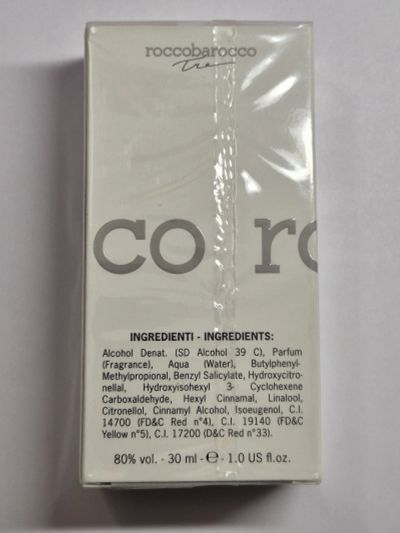 roccobarocco
Tre
co ro
INGREDIENTI - INGREDIENTS:
Alcohol Denat. (SD Alcohol 39 C), Parfum
(Fragrance), Aqua (Water), Butylphenyl-
Methylpropional, Benzyl Salicylate, Hydroxycitro-
nellal, Hydroxyisohexyl 3- Cyclohexene
Carboxaldehyde, Hexyl Cinnamal, Linalool,
Citronellol, Cinnamyl Alcohol, Isoeugenol, C.I.
14700 (FD&C Red n°4), C.I. 19140 (FD&C
Yellow n°5), C.I. 17200 (D&C Red n°33).
80% vol. - 30 ml - ℮ - 1.0 US fl.oz.